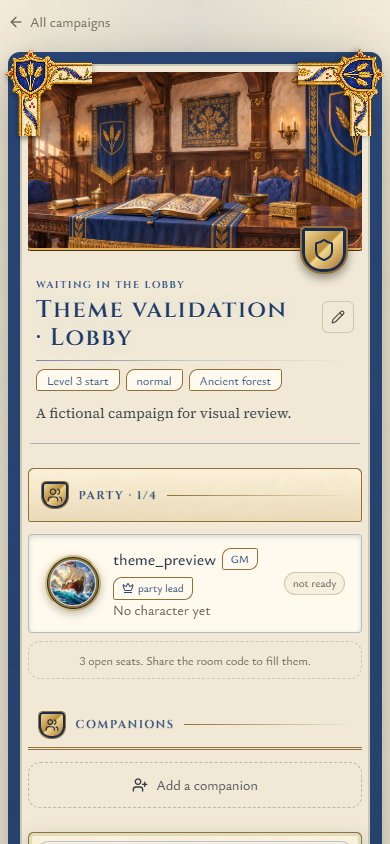 All campaigns
WAITING IN THE LOBBY
THEME VALIDATION
· LOBBY
Level 3 start normal Ancient forest
A fictional campaign for visual review.
PARTY · 1/4
theme_preview GM
party lead
not ready
No character yet
3 open seats. Share the room code to fill them.
COMPANIONS
Add a companion